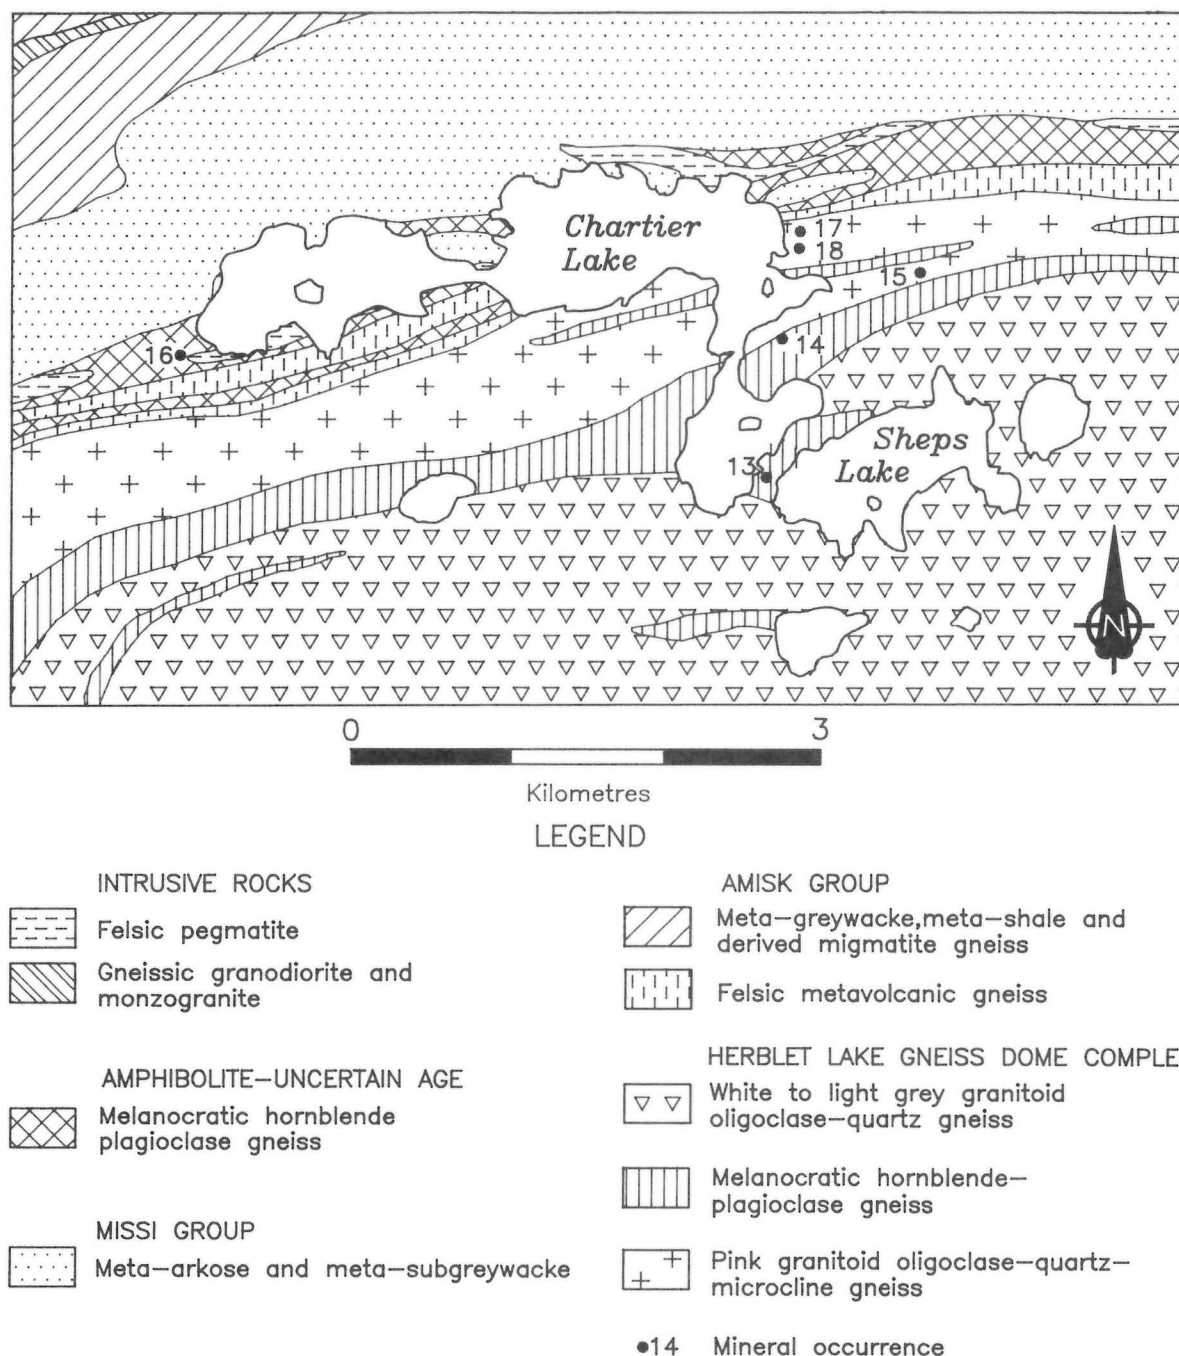 Chartier
Lake
17
18
15
14
16
Sheps
Lake
13
N
0 3
Kilometres
LEGEND
INTRUSIVE ROCKS
Felsic pegmatite
Gneissic granodiorite and
monzogranite
AMPHIBOLITE-UNCERTAIN AGE
Melanocratic hornblende
plagioclase gneiss
MISSI GROUP
Meta-arkose and meta-subgreywacke
AMISK GROUP
Meta-greywacke,meta-shale and
derived migmatite gneiss
Felsic metavolcanic gneiss
HERBLET LAKE GNEISS DOME COMPLE
White to light grey granitoid
oligoclase-quartz gneiss
Melanocratic hornblende-
plagioclase gneiss
Pink granitoid oligoclase-quartz-
microcline gneiss
14 Mineral occurrence